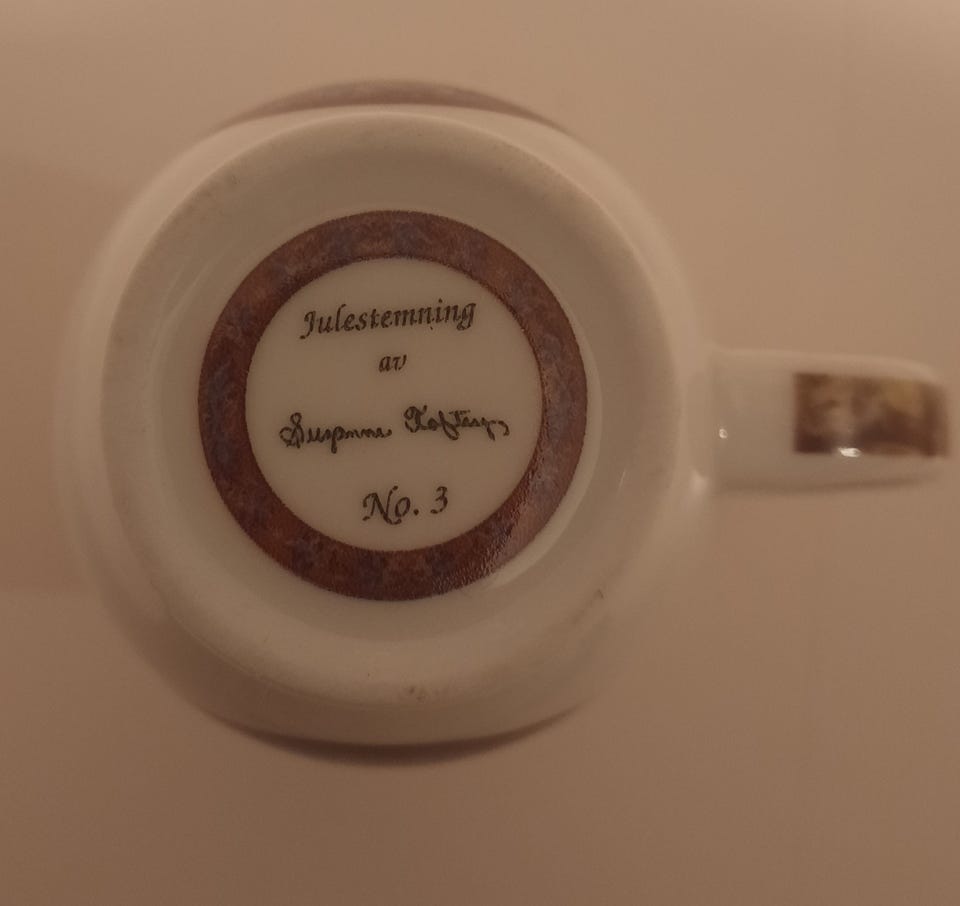 Julestemning
av
No. 3